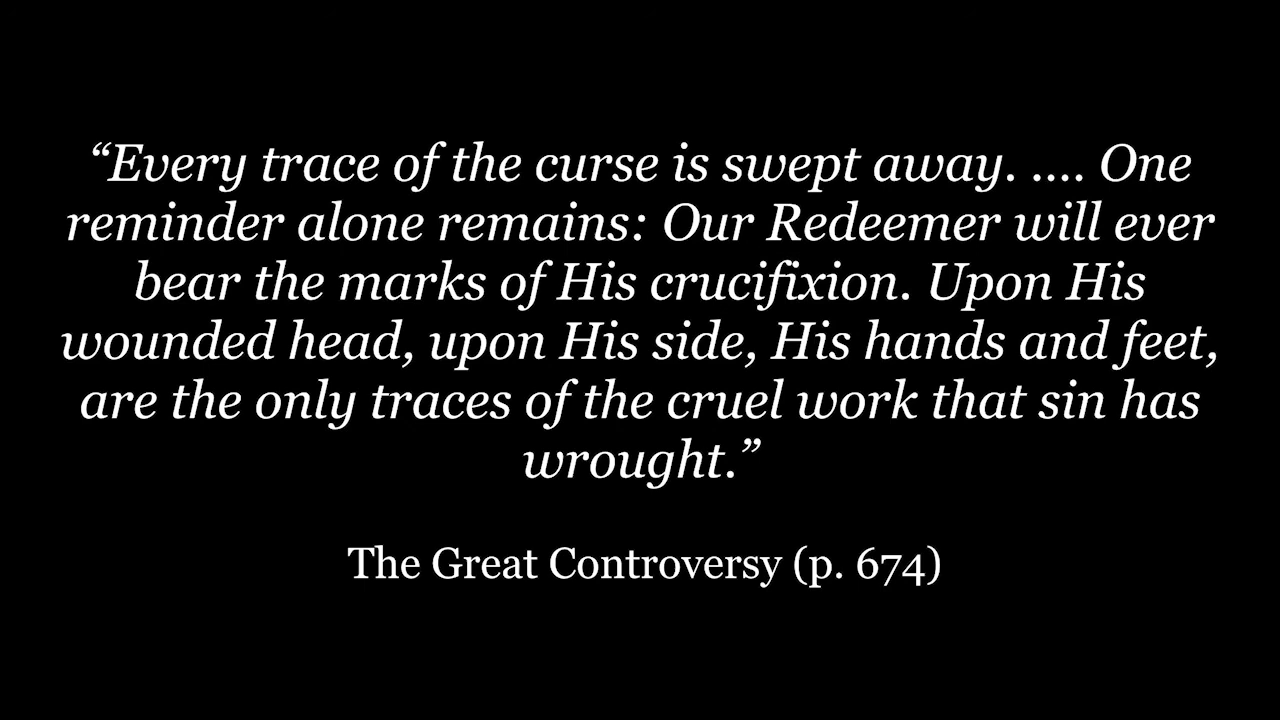 “Every trace of the curse is swept away. .... One
reminder alone remains: Our Redeemer will ever
bear the marks of His crucifixion. Upon His
wounded head, upon His side, His hands and feet,
are the only traces of the cruel work that sin has
wrought.”
The Great Controversy (p. 674)